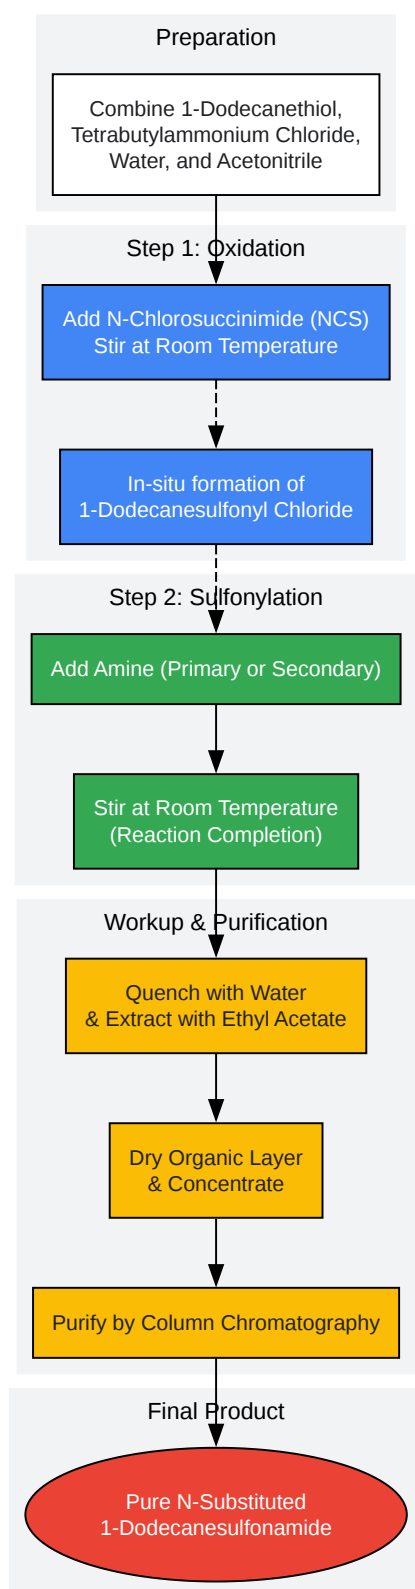 Preparation
Combine 1-Dodecanethiol,
Tetrabutylammonium Chloride,
Water, and Acetonitrile
Step 1: Oxidation
Add N-Chlorosuccinimide (NCS)
Stir at Room Temperature
In-situ formation of
1-Dodecanesulfonyl Chloride
Step 2: Sulfonylation
Add Amine (Primary or Secondary)
Stir at Room Temperature
(Reaction Completion)
Workup & Purification
Quench with Water
& Extract with Ethyl Acetate
Dry Organic Layer
& Concentrate
Purify by Column Chromatography
Final Product
Pure N-Substituted
1-Dodecanesulfonamide